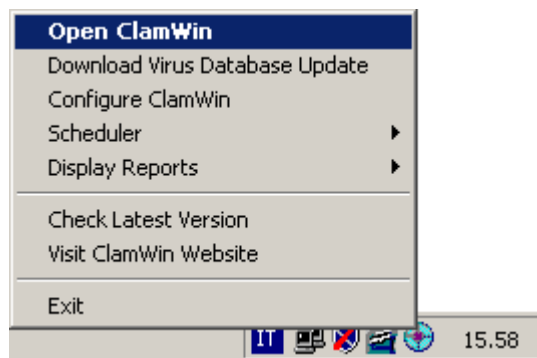 Open ClamWin
Download Virus Database Update
Configure ClamWin
Scheduler
Display Reports
Check Latest Version
Visit ClamWin Website
Exit
IT 15.58